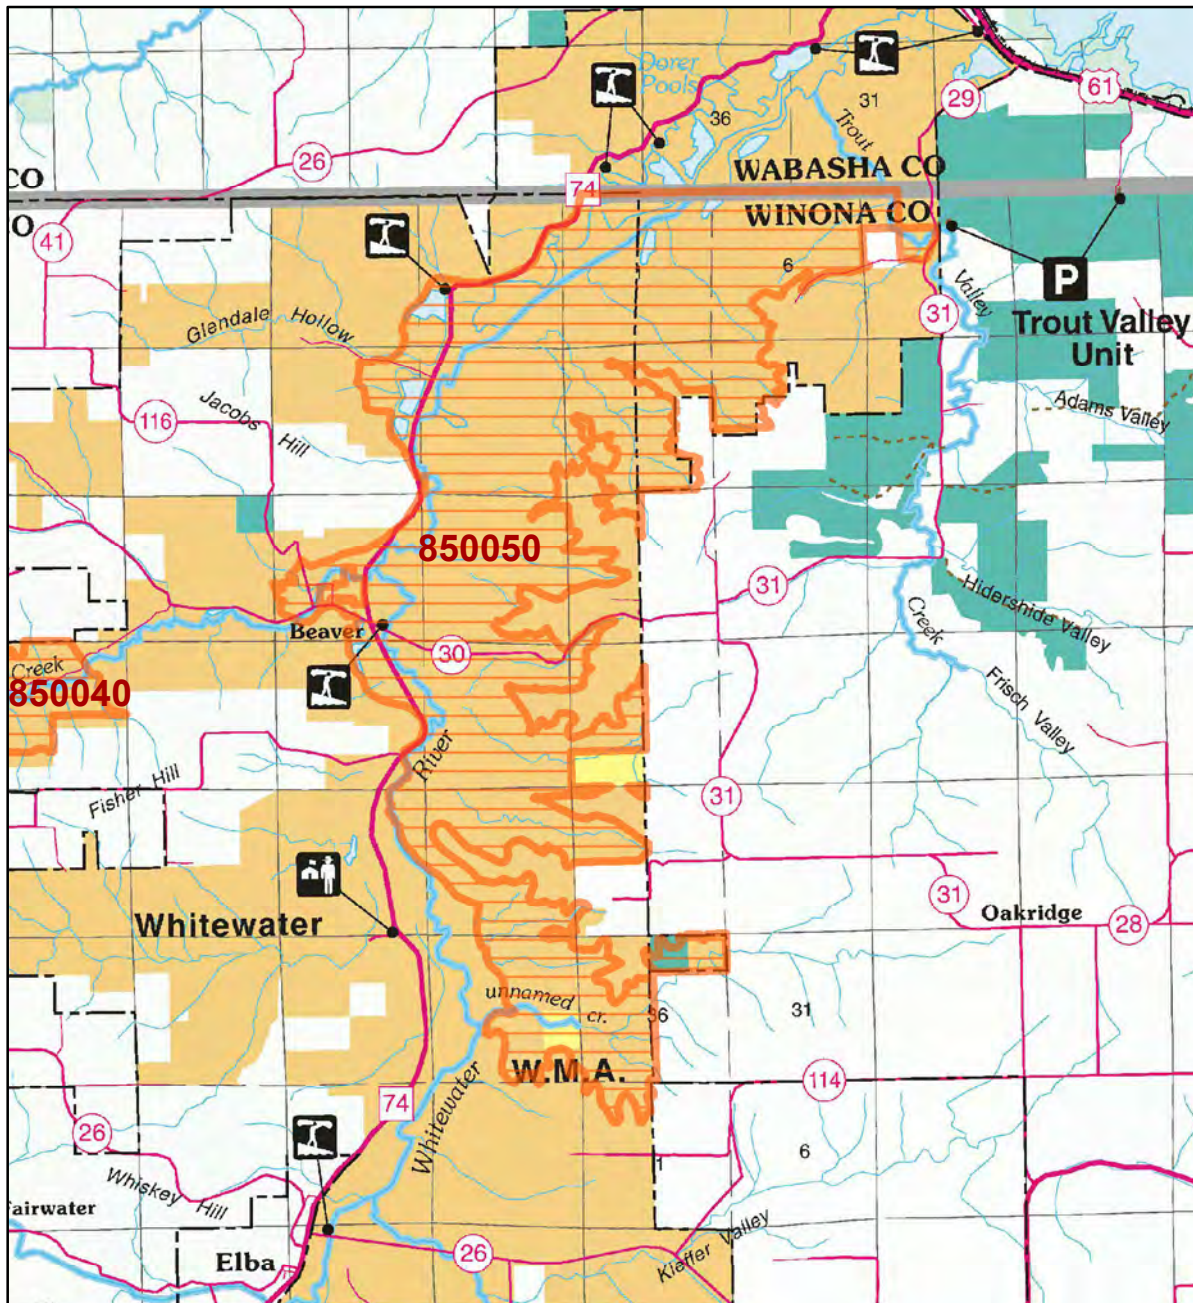 Dorer
Pools
61
29
31
36
Trout
26
WABASHA CO
CO
74
WINONA CO
O
41
6
P
Valley
31
Trout Valley
Unit
Glendale Hollow
Jacobs
Hill
116
Adams Valley
850050
31
Hidershide Valley
Creek
Beaver
30
Creek
850040
Frisch Valley
River
Fisher Hill
31
31
Oakridge
28
Whitewater
unnamed
cr.
36
31
W.M.A.
114
74
Whitewater
26
6
1
Whiskey Hill
Fairwater
Kieffer Valley
26
Elba